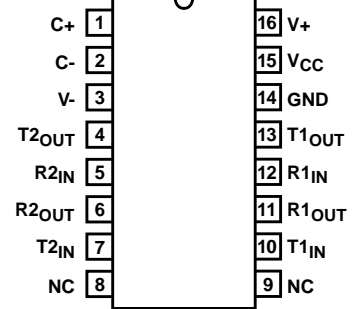 C+ 1 16 V+
C- 2 15 VCC
V- 3 14 GND
T2OUT 4 13 T1OUT
R2IN 5 12 R1IN
R2OUT 6 11 R1OUT
T2IN 7 10 T1IN
NC 8 9 NC